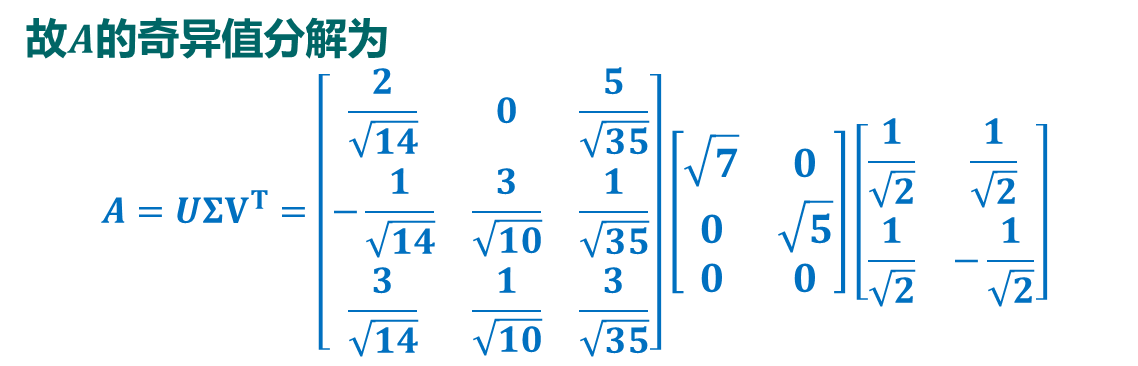 故A的奇异值分解为
A = UΣVᵀ = [2/√14 0 5/√35; −1/√14 3/√10 1/√35; 3/√14 1/√10 3/√35] [√7 0; 0 √5; 0 0] [1/√2 1/√2; 1/√2 −1/√2]